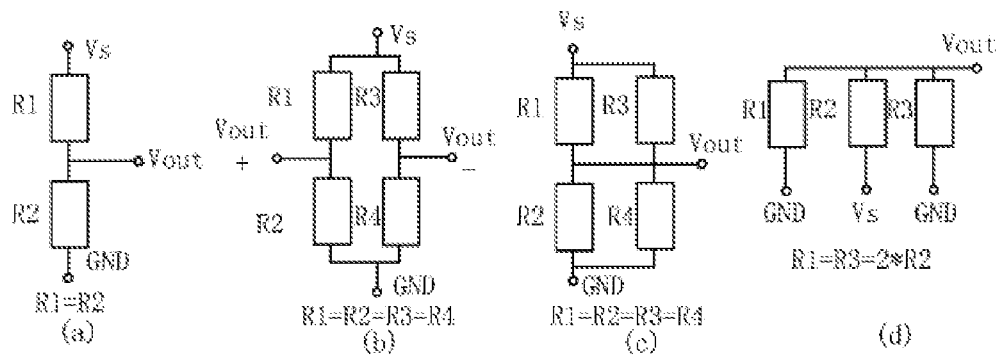 Vs
R1
Vout
R2
GND
R1=R2
(a)
Vs
R1
R3
Vout
Vout
+
-
R2
R4
GND
R1=R2=R3=R4
(b)
Vs
R1
R3
Vout
R2
R4
GND
R1=R2=R3=R4
(c)
Vout
R1
R2
R3
GND
Vs
GND
R1=R3=2*R2
(d)